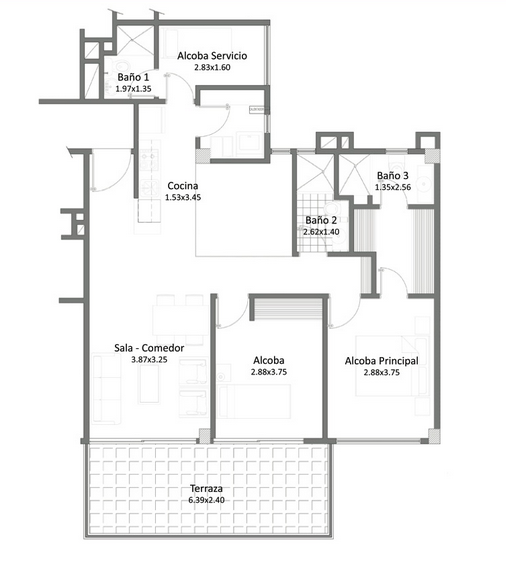 Alcoba Servicio
2.83x1.60
Baño 1
1.97x1.35
Baño 3
1.35x2.56
Cocina
1.53x3.45
Baño 2
2.62x1.40
Sala - Comedor
3.87x3.25
Alcoba
2.88x3.75
Alcoba Principal
2.88x3.75
Terraza
6.39x2.40